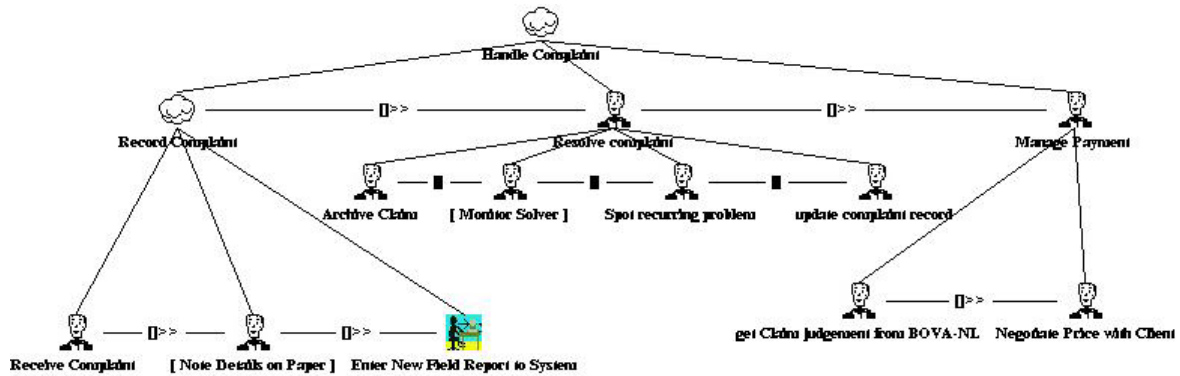 Handle Complaint
[]>> []>>
Record Complaint Resolve complaint Manage Payment
Archive Claim [ Monitor Solver ] Spot recurring problem update complaint record
[]>> []>> []>>
get Claim judgement from BOVA-NL Negotiate Price with Client
Receive Complaint [ Note Details on Paper ] Enter New Field Report to System